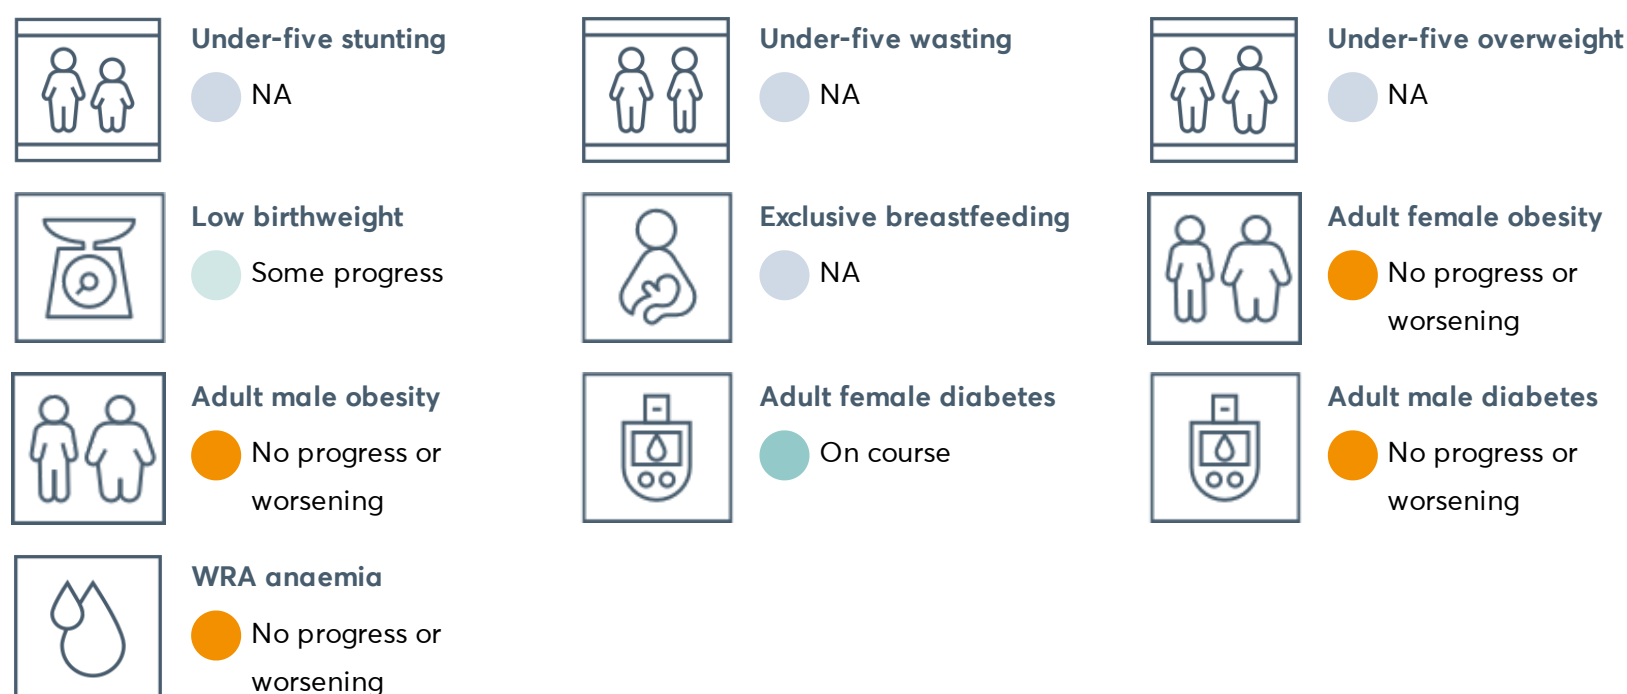 Under-five stunting
NA
Under-five wasting
NA
Under-five overweight
NA
Low birthweight
Some progress
Exclusive breastfeeding
NA
Adult female obesity
No progress or
worsening
Adult male obesity
No progress or
worsening
Adult female diabetes
On course
Adult male diabetes
No progress or
worsening
WRA anaemia
No progress or
worsening